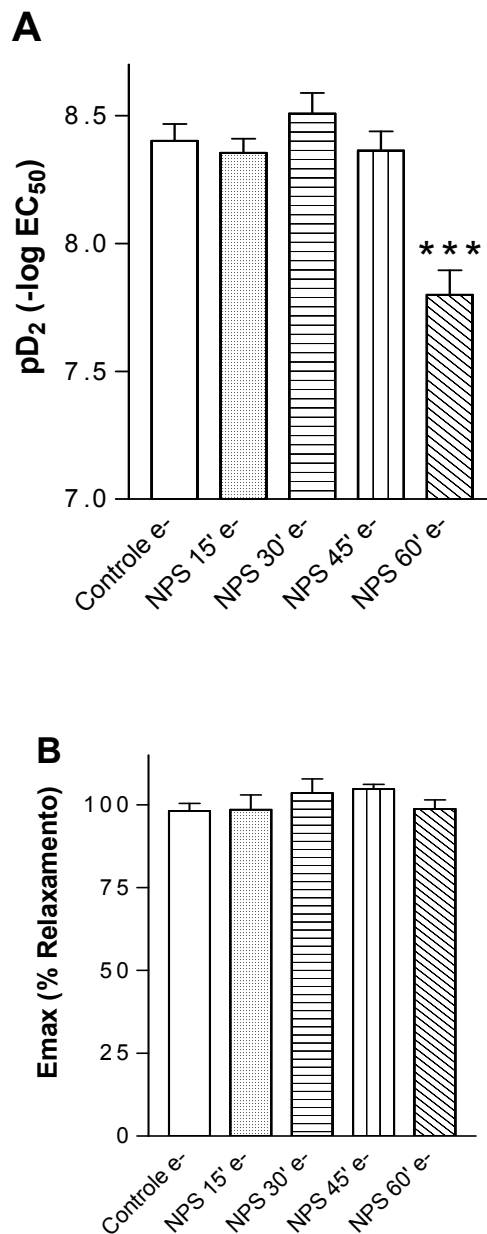 A
pD₂ (-log EC₅₀)
8.5
8.0
7.5
7.0
***
Controle e-
NPS 15' e-
NPS 30' e-
NPS 45' e-
NPS 60' e-
B
Emax (% Relaxamento)
100
75
50
25
0
Controle e-
NPS 15' e-
NPS 30' e-
NPS 45' e-
NPS 60' e-